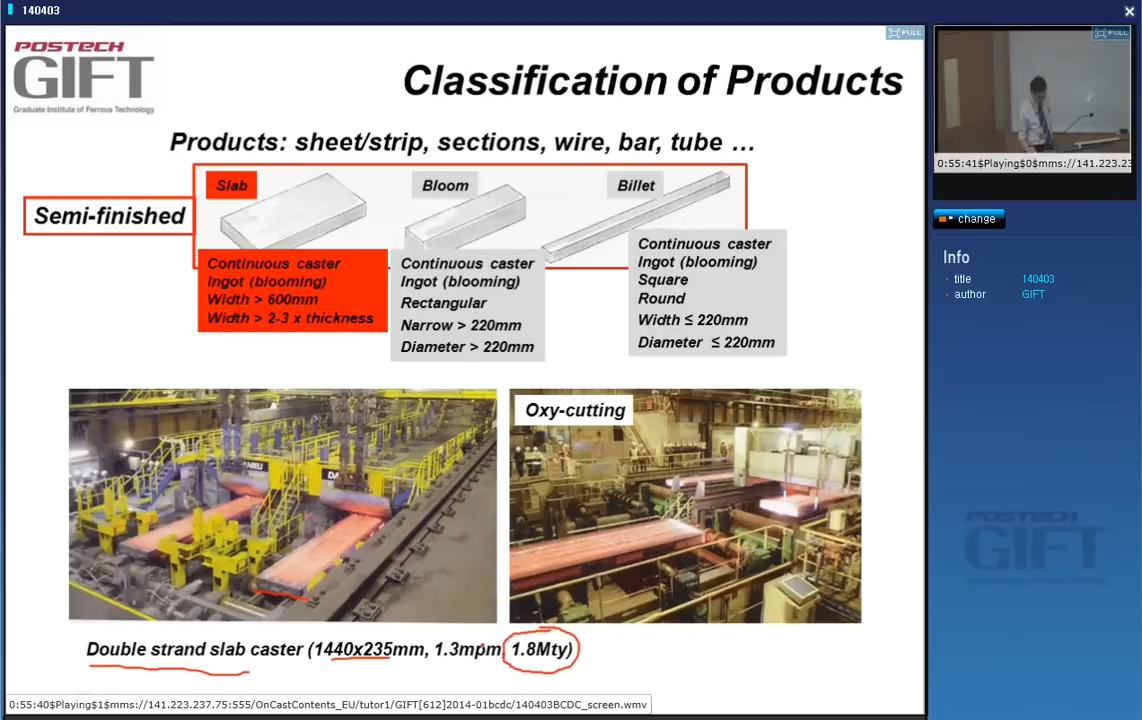 140403
POSTECH
GIFT
Graduate Institute of Ferrous Technology
FULL
Classification of Products
Products: sheet/strip, sections, wire, bar, tube ...
Semi-finished
Slab
Continuous caster
Ingot (blooming)
Width > 600mm
Width > 2-3 x thickness
Bloom
Continuous caster
Ingot (blooming)
Rectangular
Narrow > 220mm
Diameter > 220mm
Billet
Continuous caster
Ingot (blooming)
Square
Round
Width ≤ 220mm
Diameter ≤ 220mm
DANIELI
DA
Oxy-cutting
Double strand slab caster (1440x235mm, 1.3mpm, 1.8Mty)
0:55:40$Playing$1$mms://141.223.237.75:555/OnCastContents_EU/tutor1/GIFT[612]2014-01bcdc/140403BCDC_screen.wmv
FULL
0:55:41$Playing$0$mms://141.223.23
change
Info
title 140403
author GIFT
POSTECH
GIFT